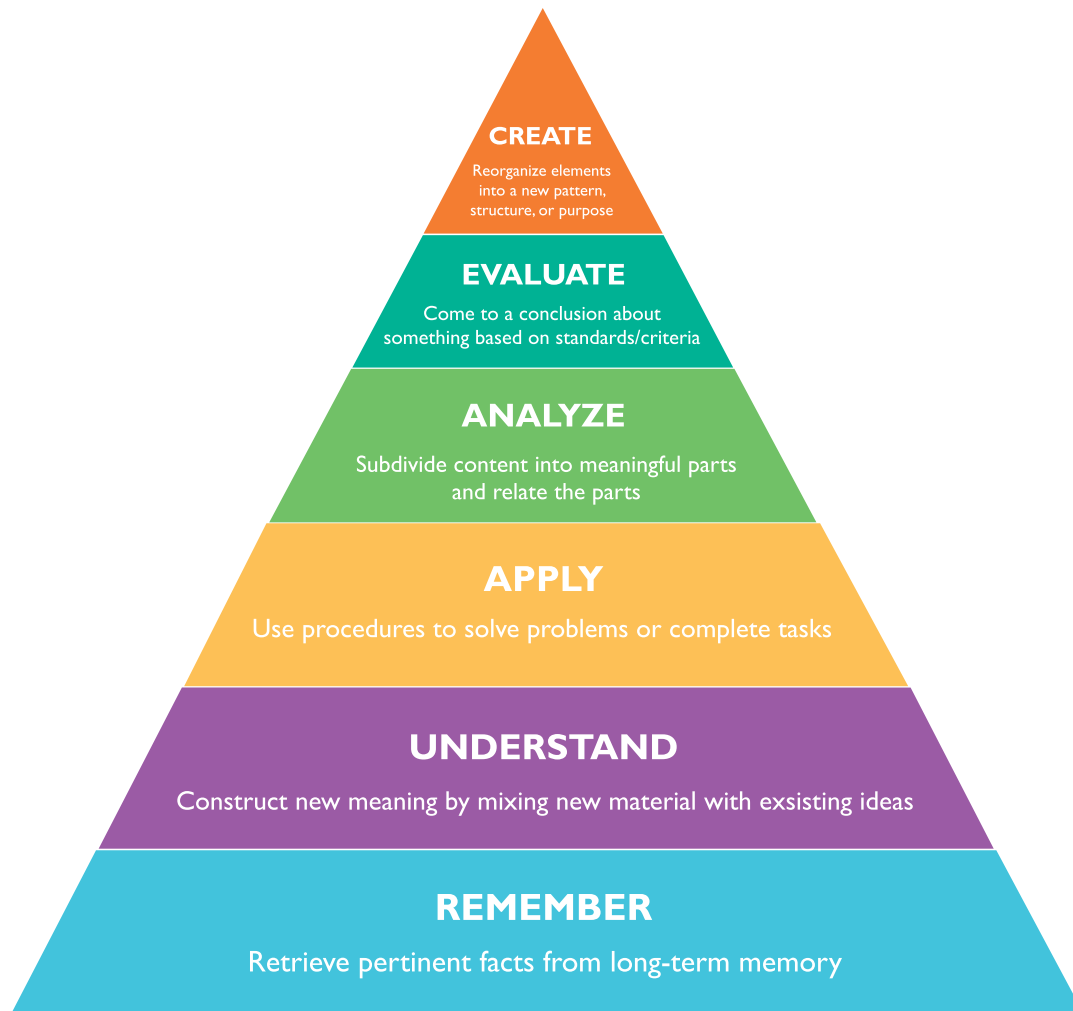 CREATE
Reorganize elements
into a new pattern,
structure, or purpose
EVALUATE
Come to a conclusion about
something based on standards/criteria
ANALYZE
Subdivide content into meaningful parts
and relate the parts
APPLY
Use procedures to solve problems or complete tasks
UNDERSTAND
Construct new meaning by mixing new material with exsisting ideas
REMEMBER
Retrieve pertinent facts from long-term memory